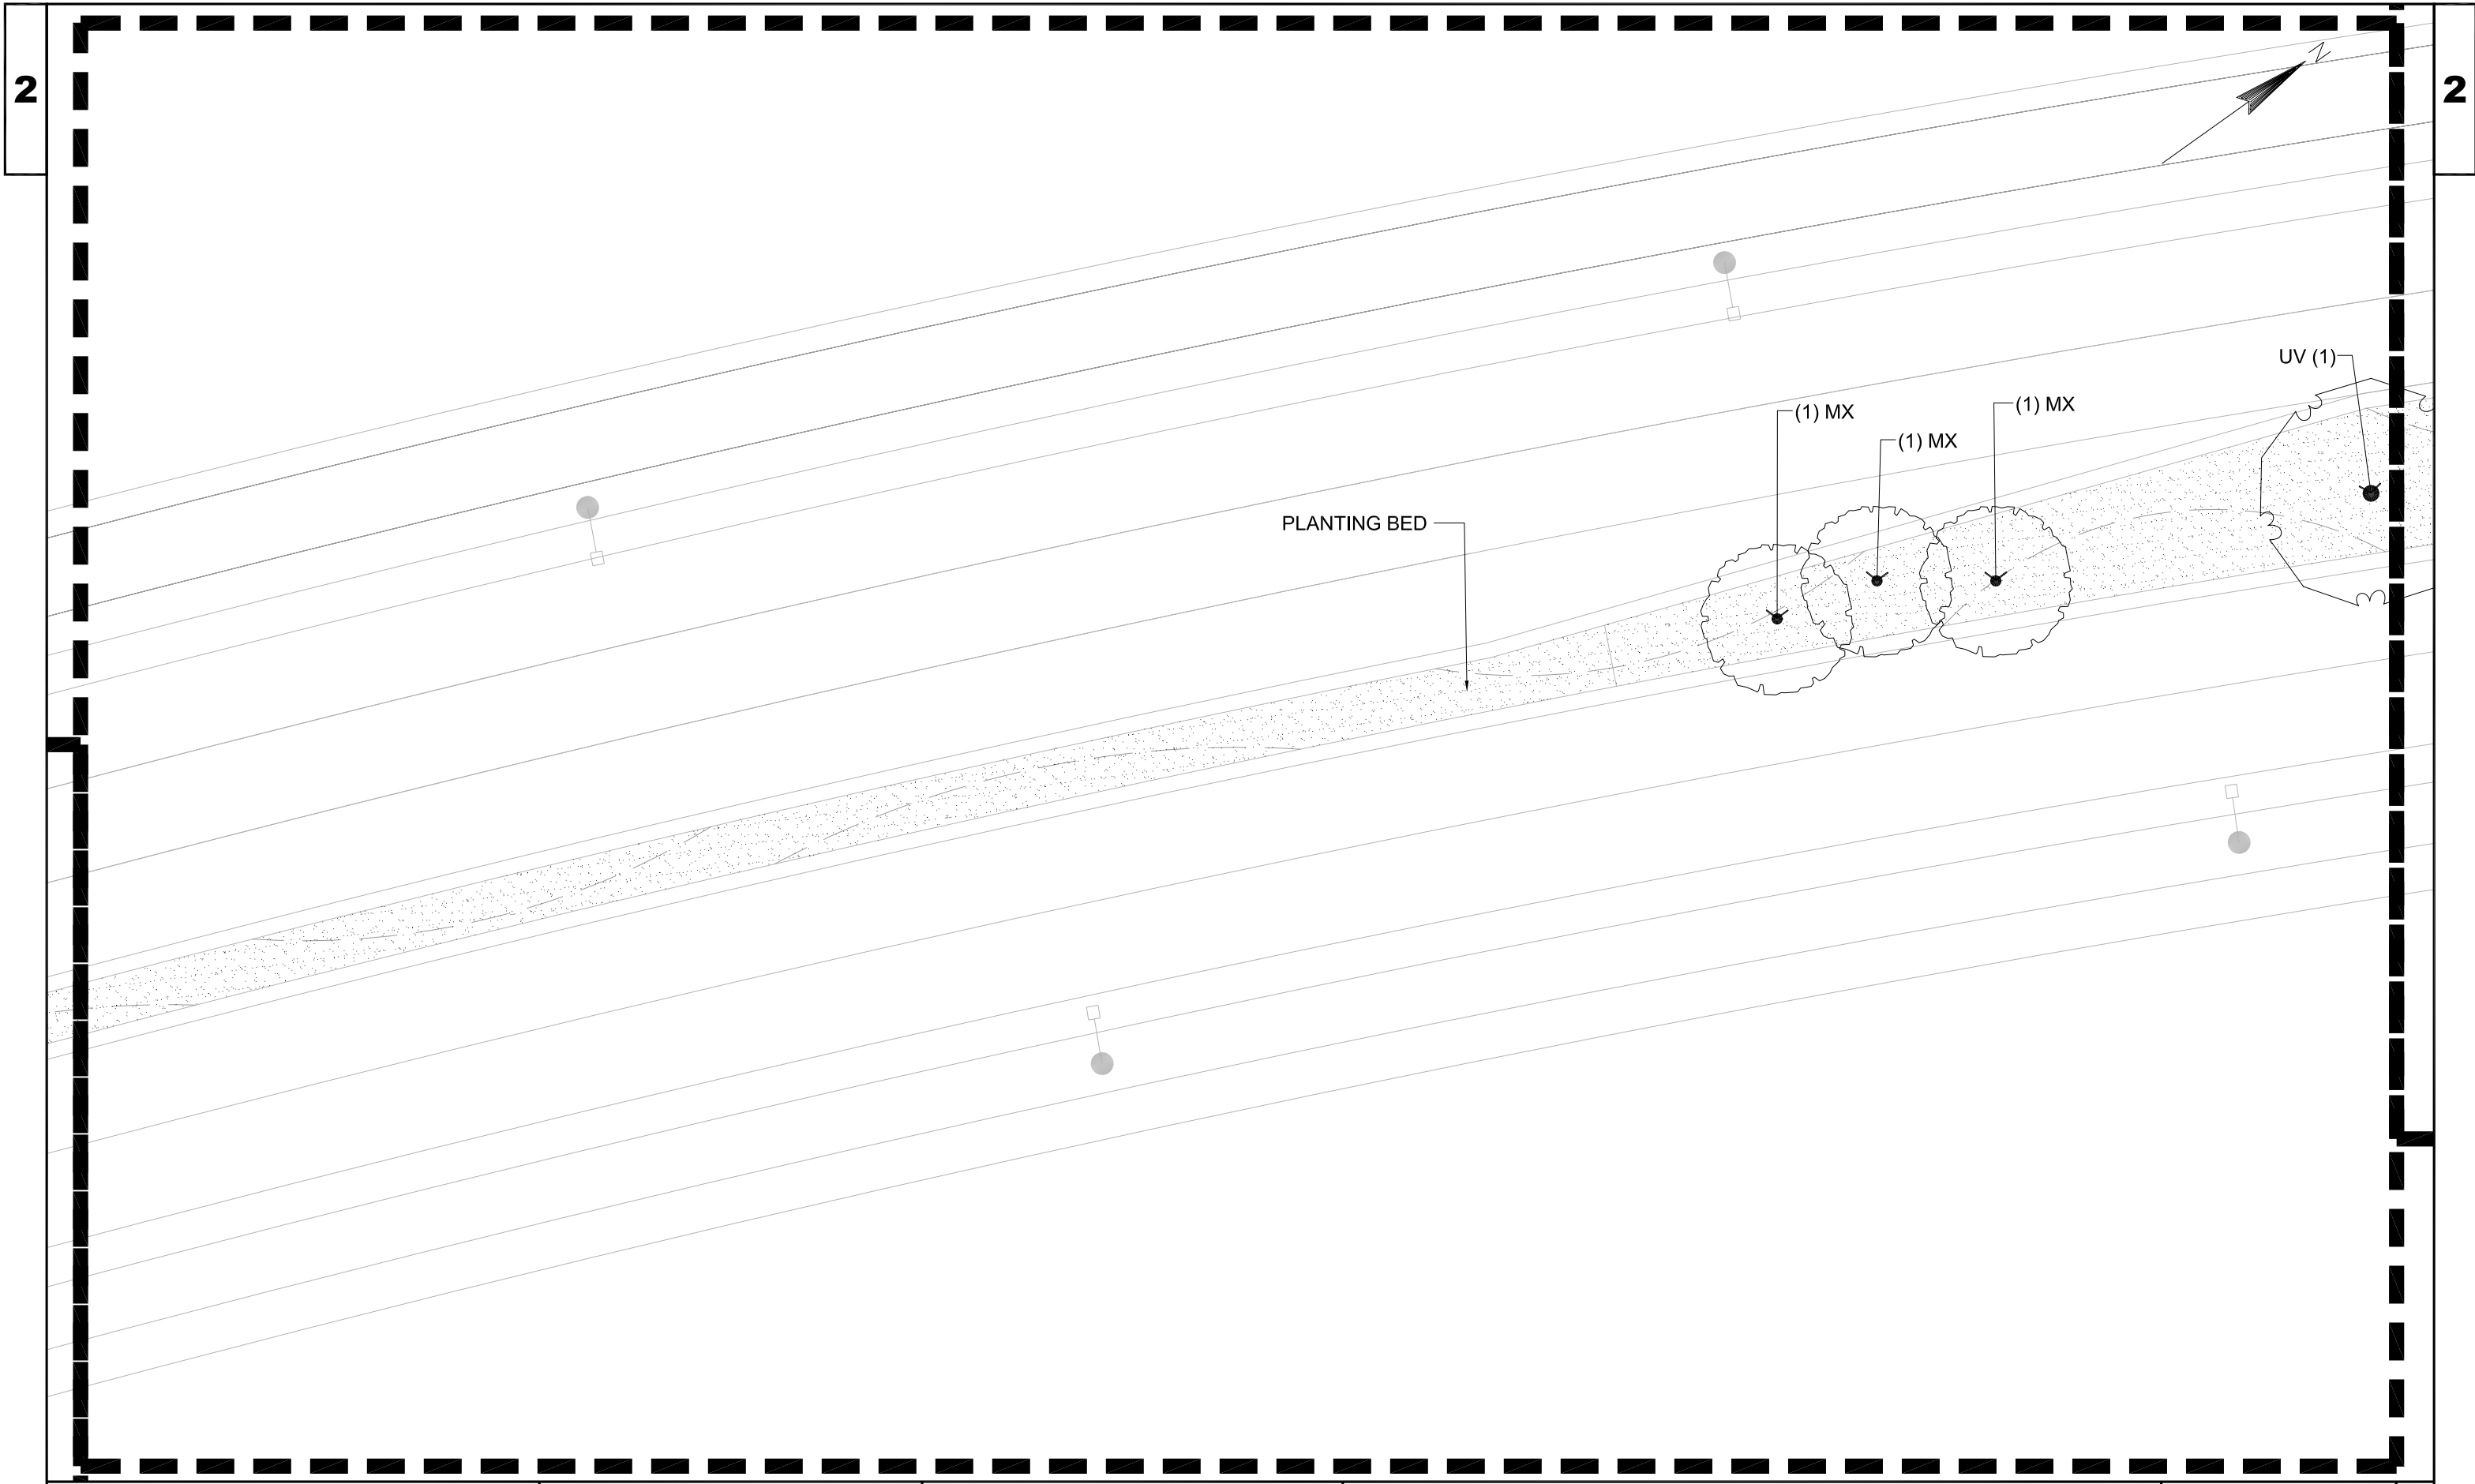 2
2
N
UV (1)
(1) MX
(1) MX
(1) MX
PLANTING BED